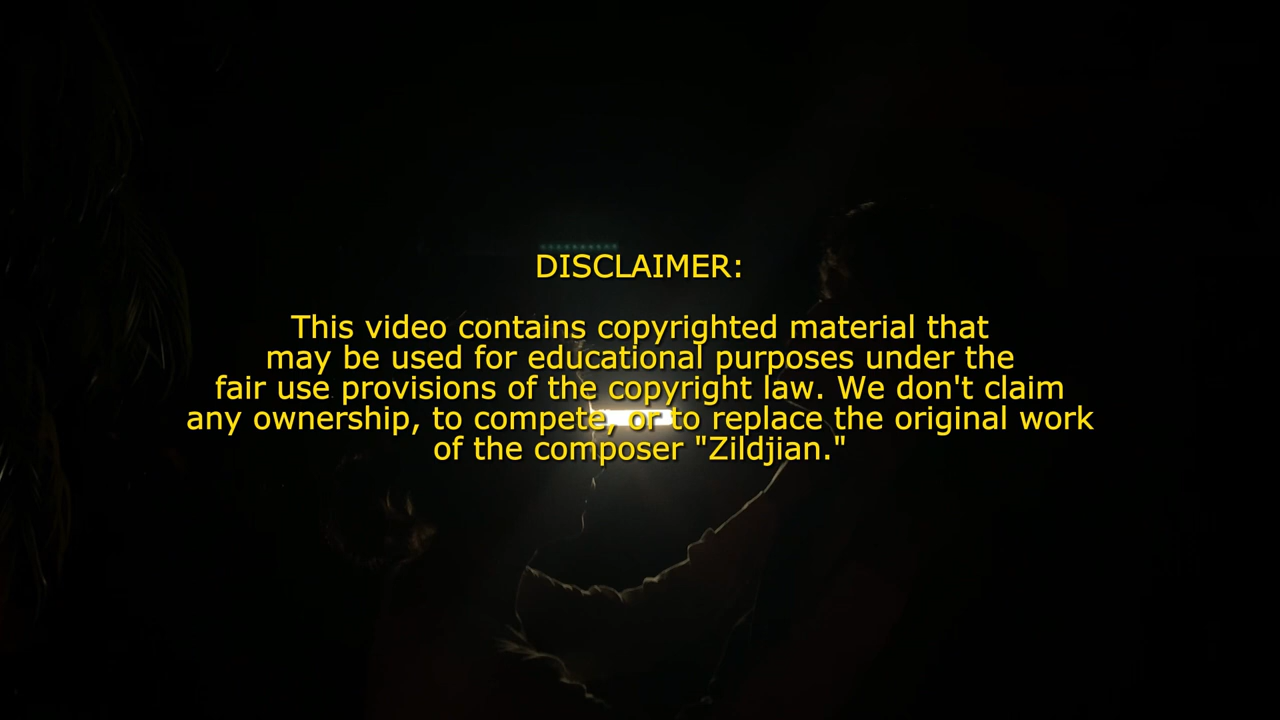 DISCLAIMER:
This video contains copyrighted material that
may be used for educational purposes under the
fair use provisions of the copyright law. We don't claim
any ownership, to compete, or to replace the original work
of the composer "Zildjian."